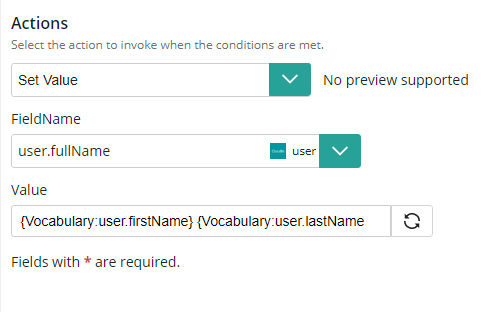 Actions
Select the action to invoke when the conditions are met.
Set Value
No preview supported
FieldName
user.fullName
user
Value
{Vocabulary:user.firstName} {Vocabulary:user.lastName
Fields with * are required.